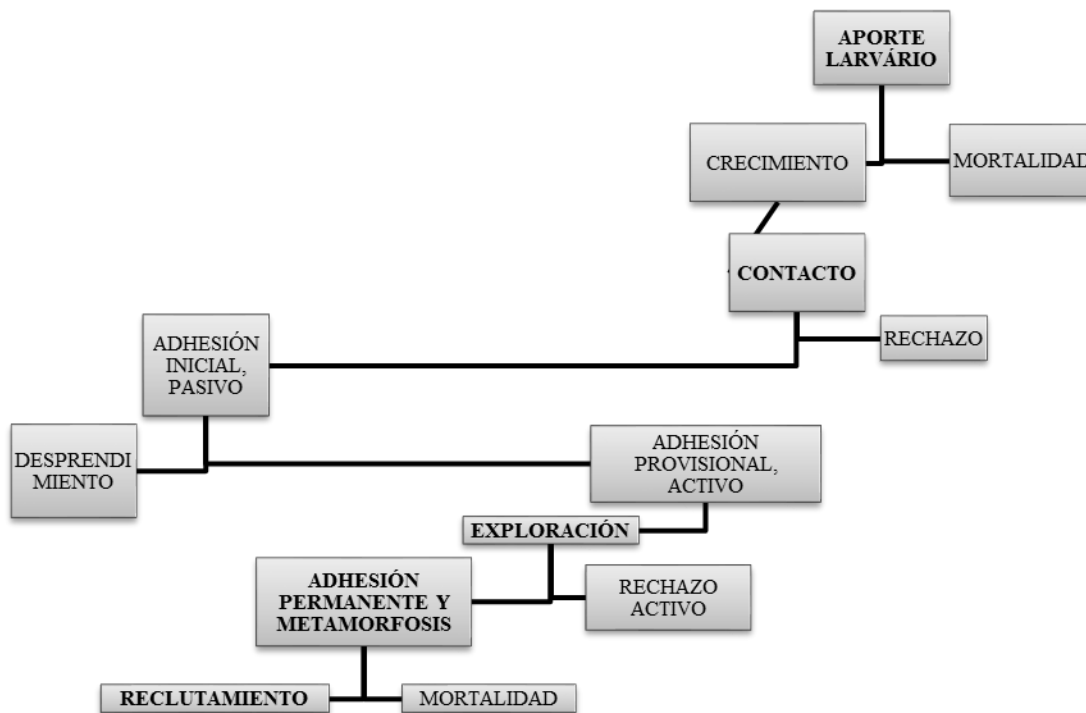 APORTE
LARVÁRIO
CRECIMIENTO
MORTALIDAD
CONTACTO
RECHAZO
ADHESIÓN
INICIAL,
PASIVO
DESPRENDI
MIENTO
ADHESIÓN
PROVISIONAL,
ACTIVO
EXPLORACIÓN
ADHESIÓN
PERMANENTE Y
METAMORFOSIS
RECHAZO
ACTIVO
RECLUTAMIENTO
MORTALIDAD